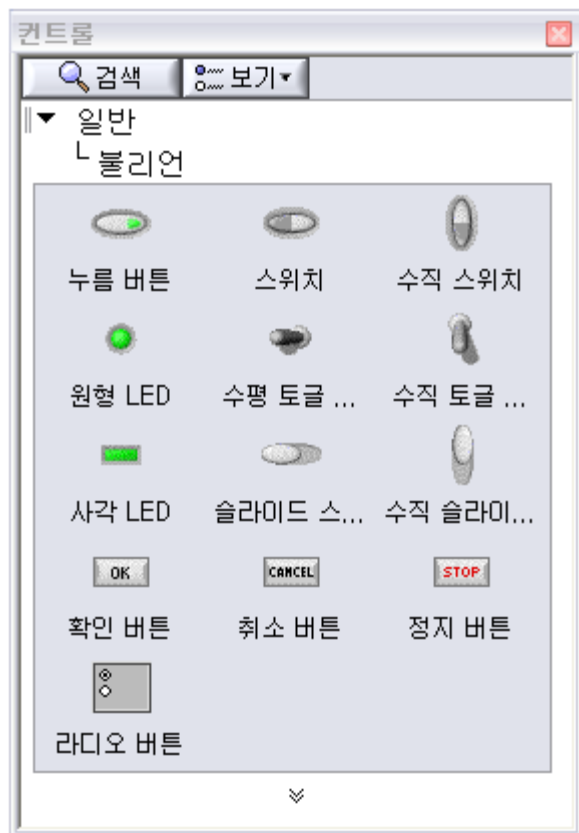 컨트롤
검색 보기
일반
불리언
누름 버튼 스위치 수직 스위치
원형 LED 수평 토글 ... 수직 토글 ...
사각 LED 슬라이드 스... 수직 슬라이...
OK CANCEL STOP
확인 버튼 취소 버튼 정지 버튼
라디오 버튼